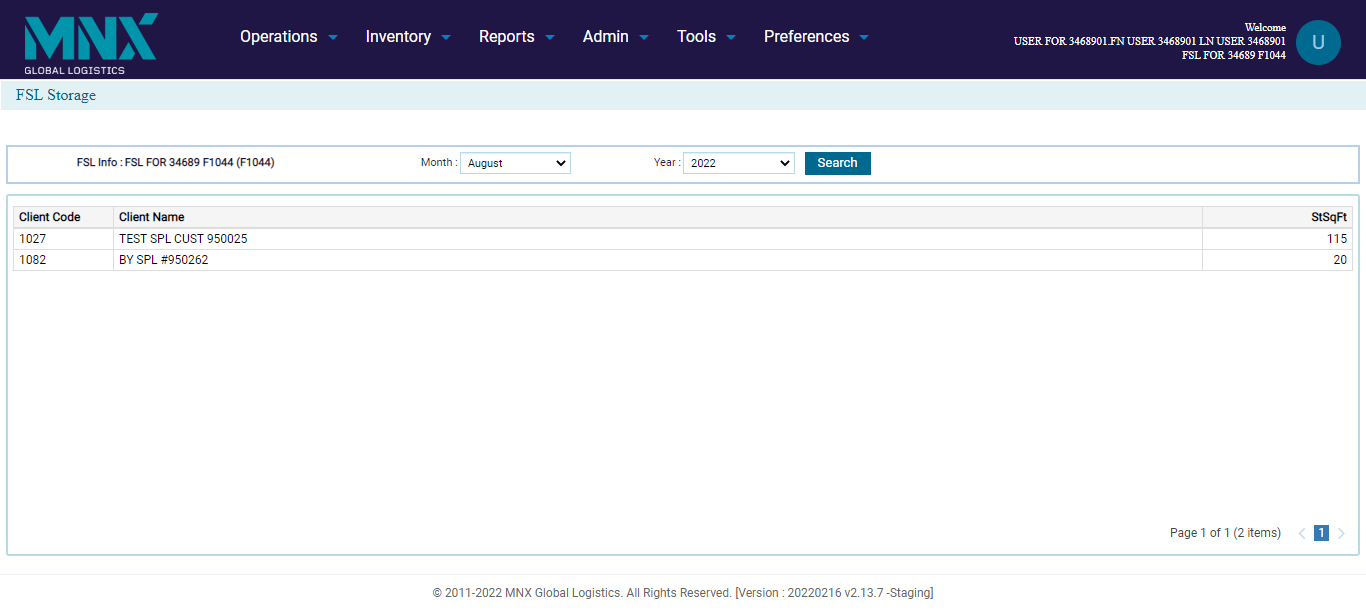 MNX
GLOBAL LOGISTICS
Operations Inventory Reports Admin Tools Preferences
Welcome
USER FOR 3468901.FN USER 3468901 LN USER 3468901
FSL FOR 34689 F1044
U
FSL Storage
FSL Info : FSL FOR 34689 F1044 (F1044) Month : August Year : 2022 Search
Client Code Client Name StSqFt
1027 TEST SPL CUST 950025 115
1082 BY SPL #950262 20
Page 1 of 1 (2 items) 1
© 2011-2022 MNX Global Logistics. All Rights Reserved. [Version : 20220216 v2.13.7 -Staging]